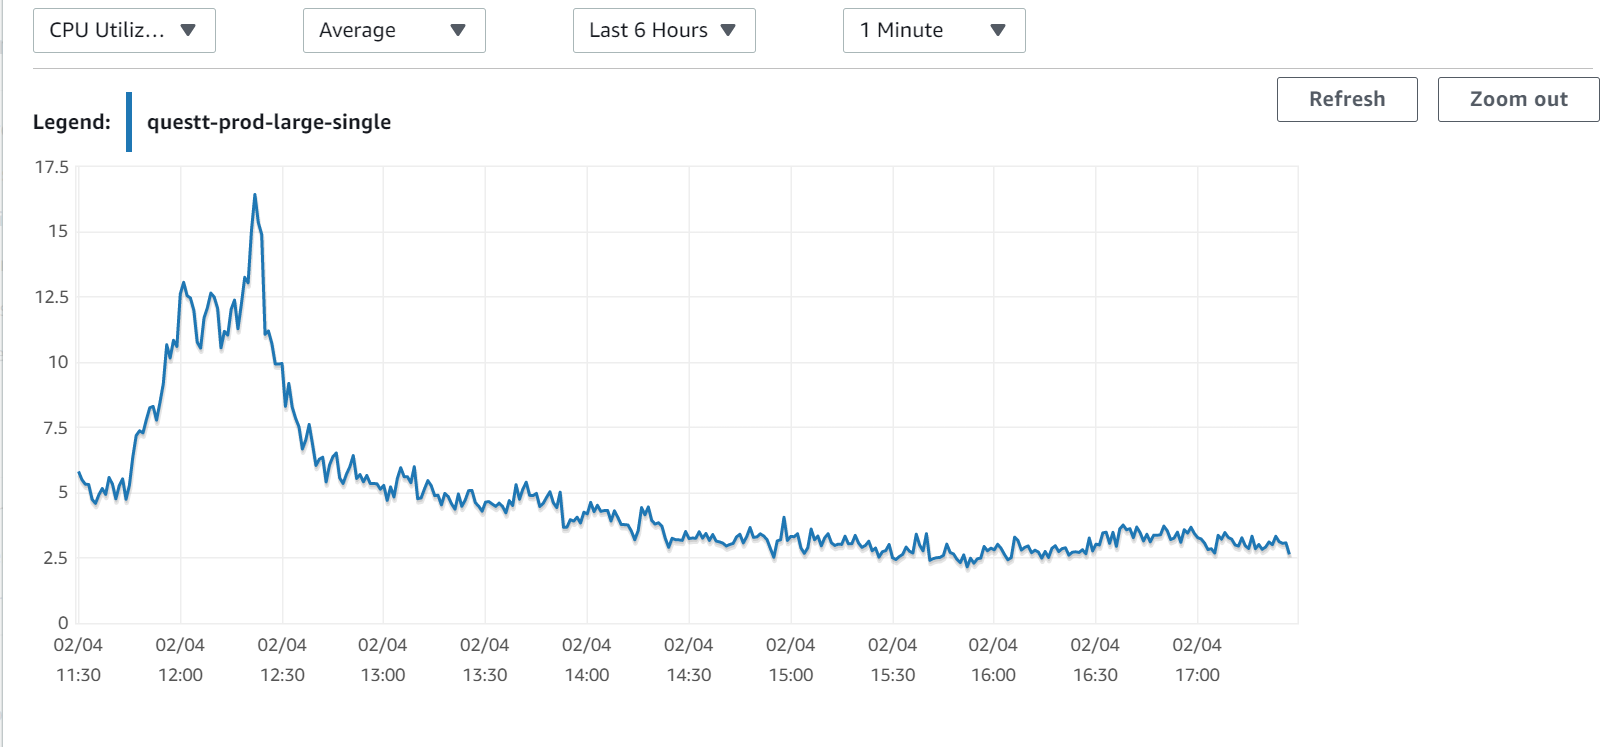 CPU Utiliz... Average Last 6 Hours 1 Minute
Refresh Zoom out
Legend: questt-prod-large-single
17.5
15
12.5
10
7.5
5
2.5
0
02/04 02/04 02/04 02/04 02/04 02/04 02/04 02/04 02/04 02/04 02/04 02/04
11:30 12:00 12:30 13:00 13:30 14:00 14:30 15:00 15:30 16:00 16:30 17:00